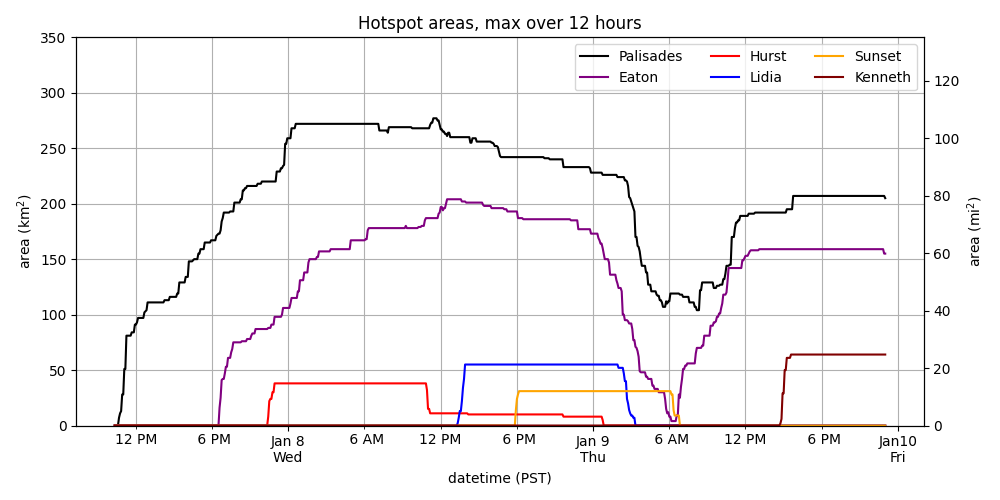 Hotspot areas, max over 12 hours
Palisades Hurst Sunset
Eaton Lidia Kenneth
area (km²)
350
300
250
200
150
100
50
0
120
100
80
60
40
20
0
area (mi²)
12 PM 6 PM Jan 8 6 AM 12 PM 6 PM Jan 9 6 AM 12 PM 6 PM Jan10
Wed Thu Fri
datetime (PST)